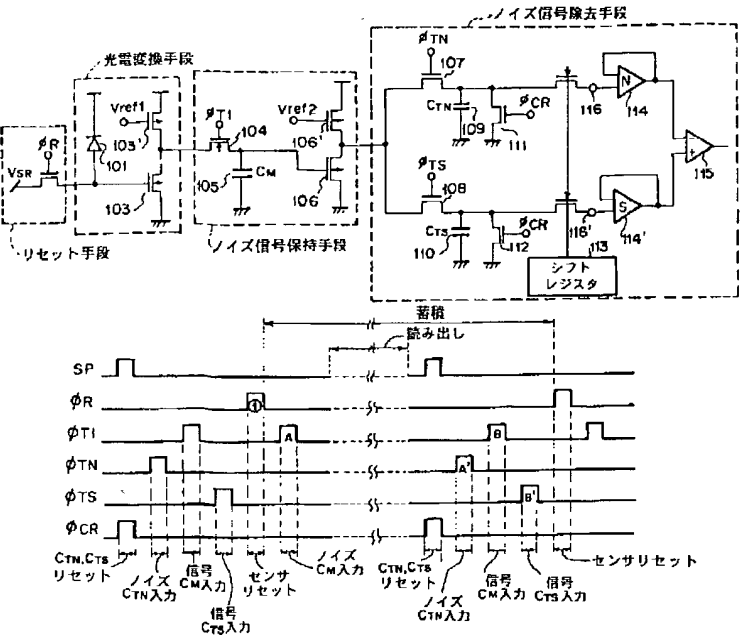 ノイズ信号除去手段
光電変換手段
φTN
107
Vref1
103'
φT1
Vref2
104
106'
CTN
109
φCR
111
116
N
114
φR
VSR
101
103
105
CM
106
φTS
108
115
リセット手段
ノイズ信号保持手段
CTS
110
φCR
112
116'
S
114'
113
シフト
レジスタ
蓄積
読み出し
SP
φR
①
φT1
A
B
φTN
A'
φTS
B'
φCR
CTN,CTS
リセット
ノイズ
CTN入力
信号
CM入力
信号
CTS入力
センサ
リセット
ノイズ
CM入力
CTN,CTS
リセット
ノイズ
CTN入力
信号
CM入力
信号
CTS入力
センサリセット